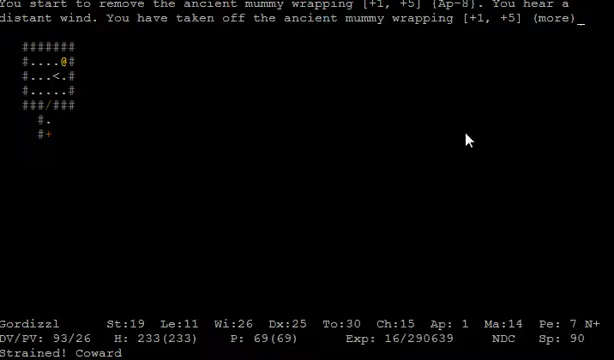 You start to remove the ancient mummy wrapping [+1, +5] {Ap-8}. You hear a
distant wind. You have taken off the ancient mummy wrapping [+1, +5] (more)_
#######
#....@#
#...<.#
#.....#
###/###
#.
#+
Gordizzl St:19 Le:11 Wi:26 Dx:25 To:30 Ch:15 Ap: 1 Ma:14 Pe: 7 N+
DV/PV: 93/26 H: 233(233) P: 69(69) Exp: 16/290639 NDC Sp: 90
Strained! Coward